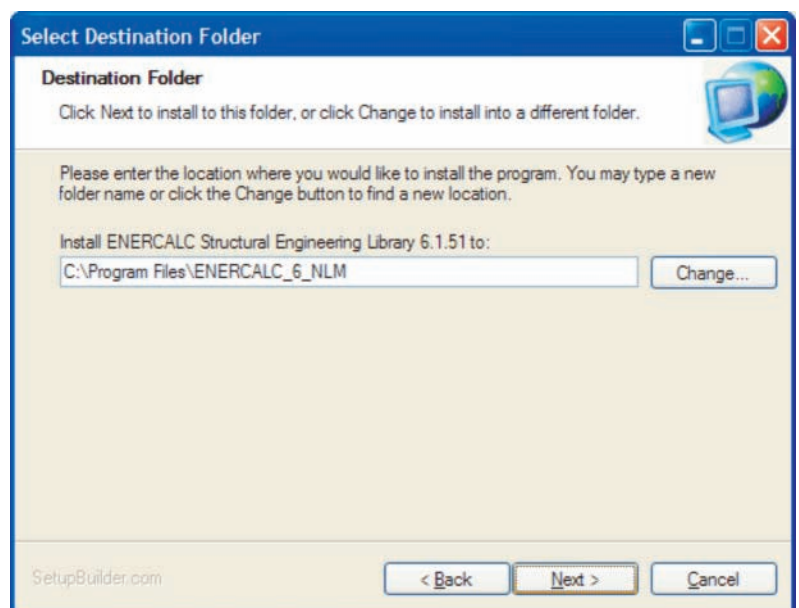 Select Destination Folder
Destination Folder
Click Next to install to this folder, or click Change to install into a different folder.
Please enter the location where you would like to install the program. You may type a new
folder name or click the Change button to find a new location.
Install ENERCALC Structural Engineering Library 6.1.51 to:
C:\Program Files\ENERCALC_6_NLM
Change...
SetupBuilder.com
< Back
Next >
Cancel